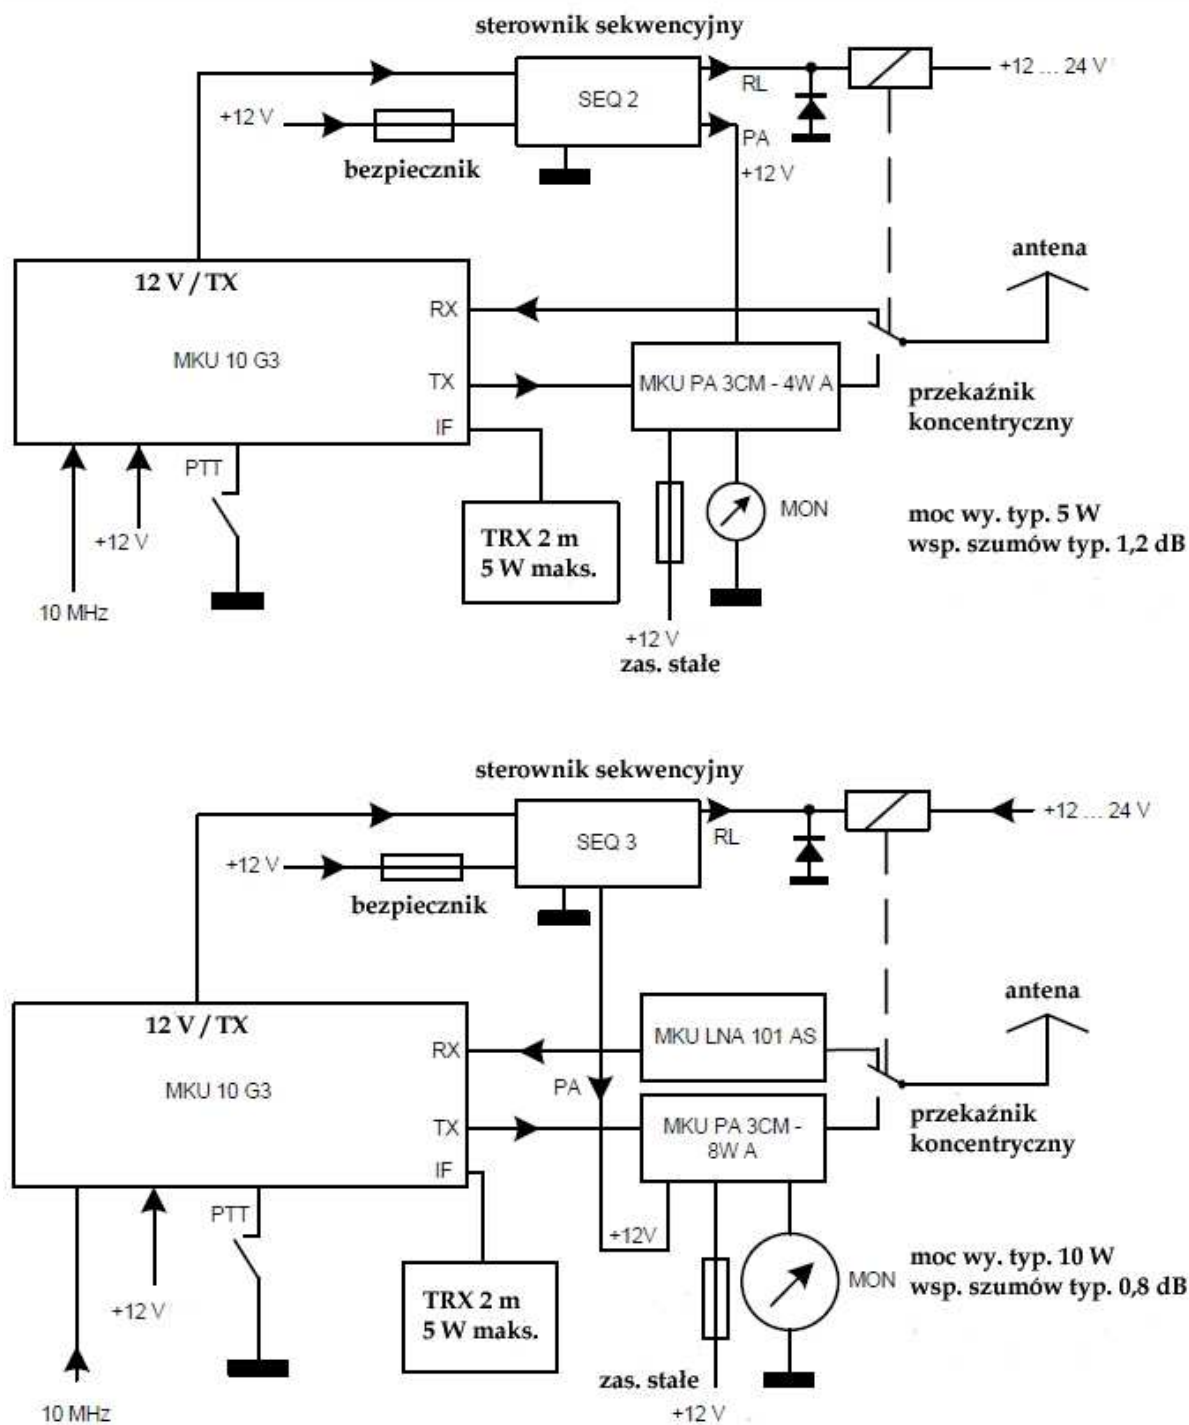 sterownik sekwencyjny
SEQ 2
RL
+12 ... 24 V
+12 V
bezpiecznik
PA
+12 V
12 V / TX
RX
MKU 10 G3
TX
IF
MKU PA 3CM - 4W A
antena
przekaźnik
koncentryczny
PTT
+12 V
10 MHz
TRX 2 m
5 W maks.
MON
moc wy. typ. 5 W
wsp. szumów typ. 1,2 dB
+12 V
zas. stałe
sterownik sekwencyjny
SEQ 3
RL
+12 ... 24 V
+12 V
bezpiecznik
12 V / TX
RX
MKU 10 G3
TX
IF
PA
MKU LNA 101 AS
MKU PA 3CM -
8W A
antena
przekaźnik
koncentryczny
PTT
+12 V
10 MHz
TRX 2 m
5 W maks.
+12V
MON
moc wy. typ. 10 W
wsp. szumów typ. 0,8 dB
zas. stałe
+12 V